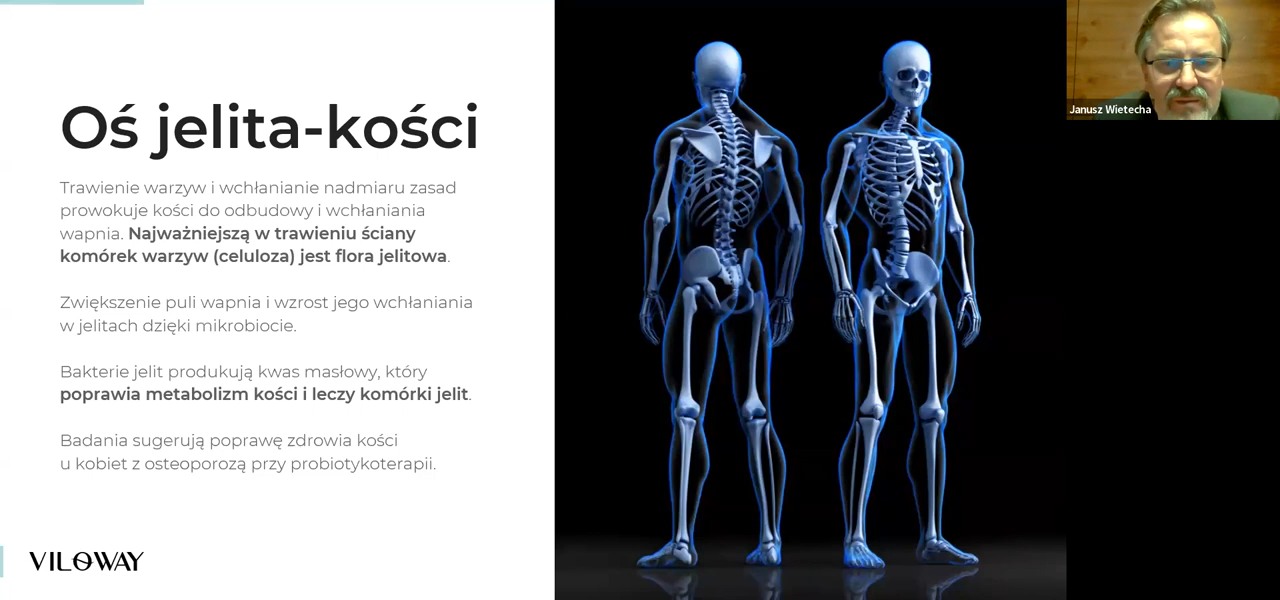 Oś jelita-kości
Trawienie warzyw i wchłanianie nadmiaru zasad
prowokuje kości do odbudowy i wchłaniania
wapnia. Najważniejszą w trawieniu ściany
komórek warzyw (celuloza) jest flora jelitowa.
Zwiększenie puli wapnia i wzrost jego wchłaniania
w jelitach dzięki mikrobiocie.
Bakterie jelit produkują kwas masłowy, który
poprawia metabolizm kości i leczy komórki jelit.
Badania sugerują poprawę zdrowia kości
u kobiet z osteoporozą przy probiotykoterapii.
VILOWAY
Janusz Wietecha